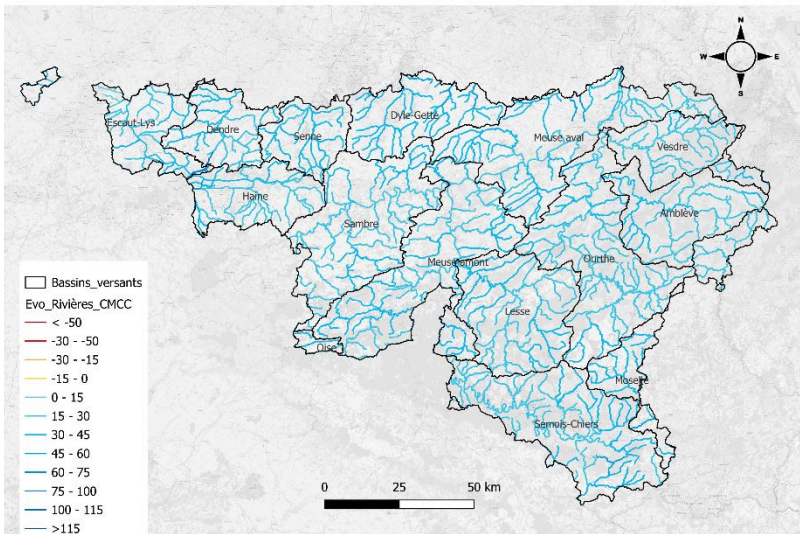 N
W E
S
Escaut-Lys
Dendre
Senne
Dyle-Gette
Meuse aval
Vesdre
Haine
Sambre
Amblève
Meuse amont
Ourthe
Lesse
Oise
Moselle
Semois-Chiers
Bassins_versants
Evo_Rivières_CMCC
< -50
-30 - -50
-30 - -15
-15 - 0
0 - 15
15 - 30
30 - 45
45 - 60
60 - 75
75 - 100
100 - 115
>115
0 25 50 km